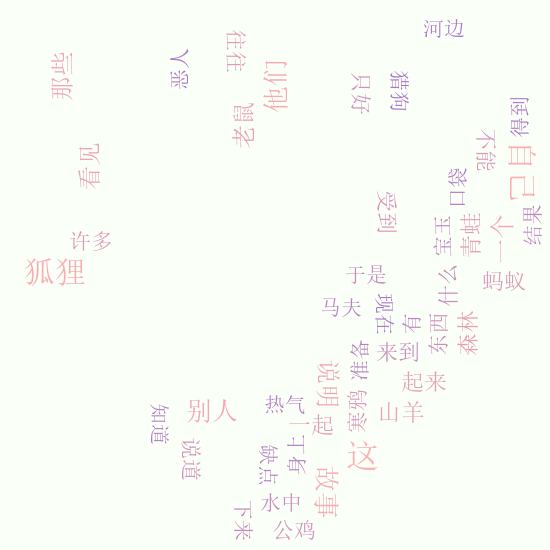 河边
那些
恶人
往往
他们
只好
猎狗
老鼠
得到
不能
自己
看见
口袋
受到
许多
宝玉
青蛙
一个
结果
狐狸
于是
什么
蚂蚁
马夫
现在
身
东西
森林
准备
来到
说明
起来
别人
热气
寒鸦
山羊
知道
一起
说道
缺点
上身
这
水中
故事
下来
公鸡